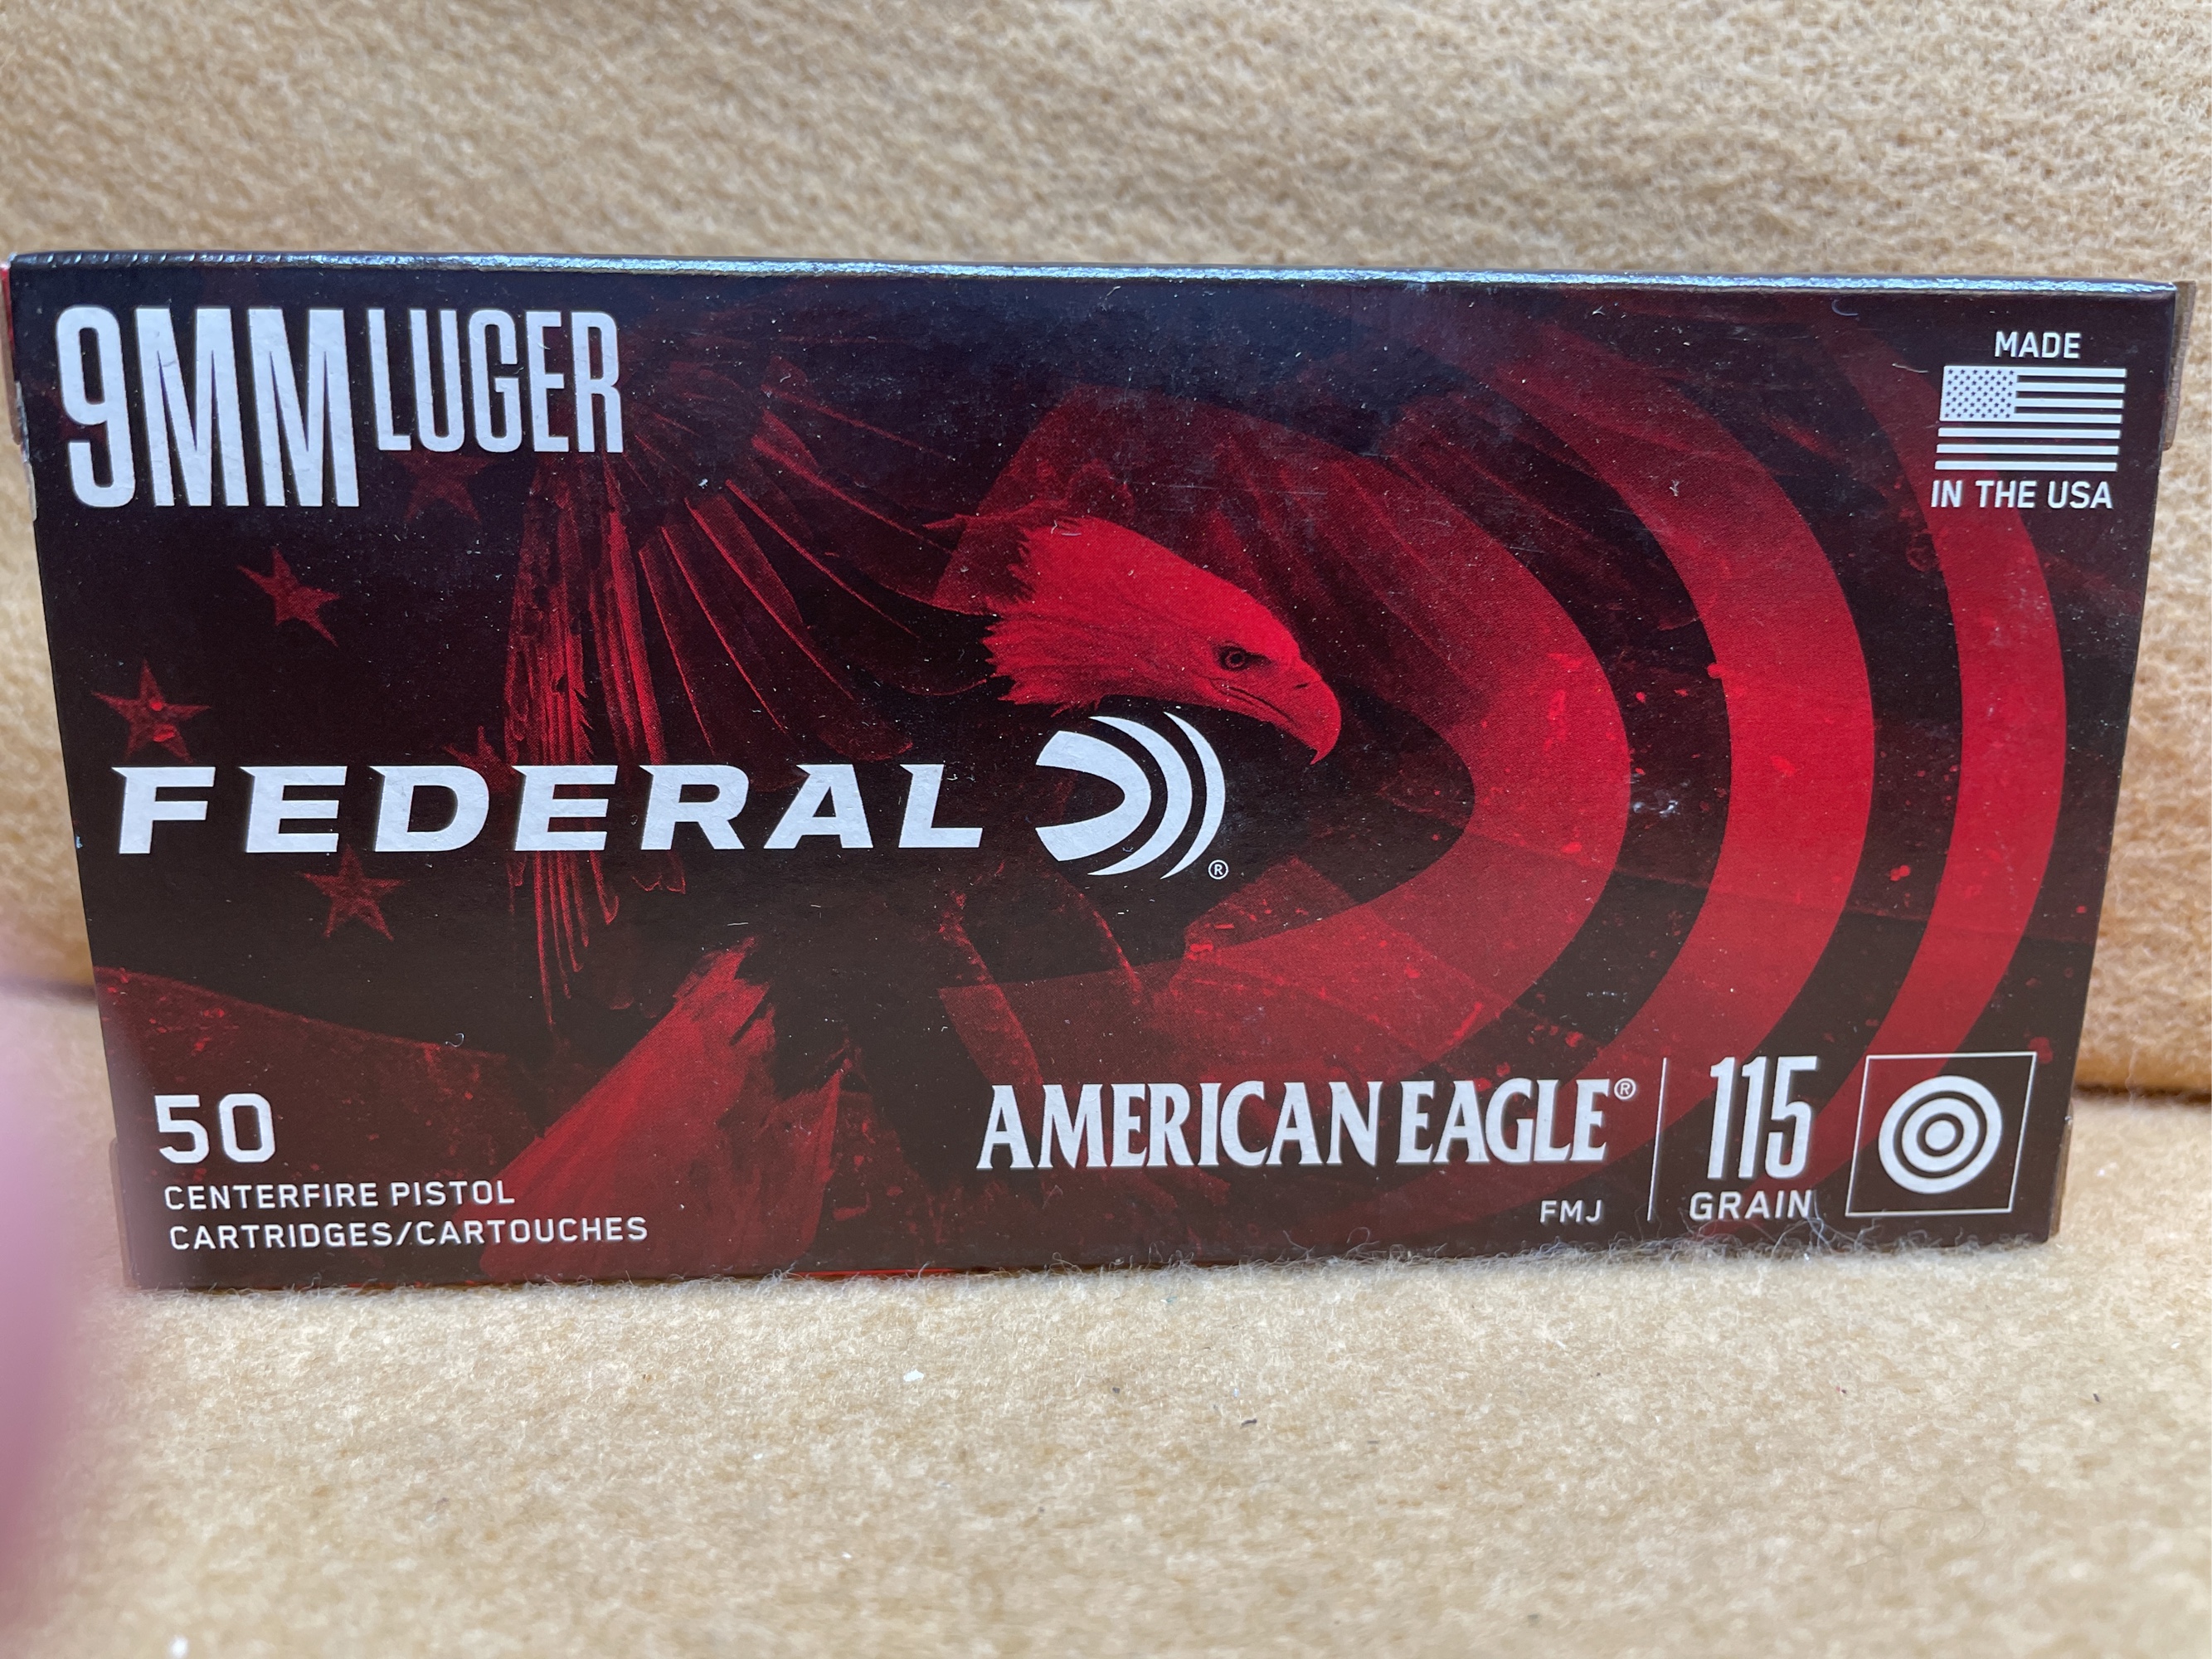 9MM LUGER
MADE
IN THE USA
FEDERAL ®
50
CENTERFIRE PISTOL
CARTRIDGES/CARTOUCHES
AMERICAN EAGLE®
FMJ
115
GRAIN